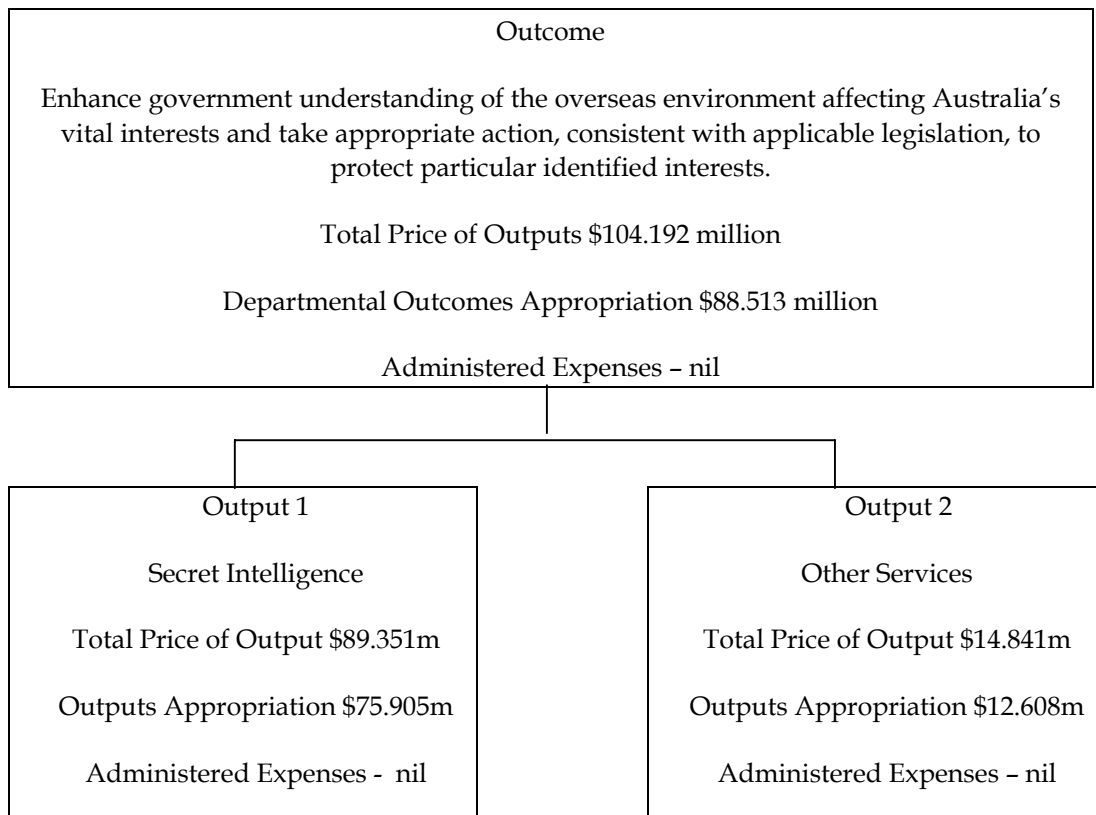 Outcome
Enhance government understanding of the overseas environment affecting Australia’s
vital interests and take appropriate action, consistent with applicable legislation, to
protect particular identified interests.
Total Price of Outputs $104.192 million
Departmental Outcomes Appropriation $88.513 million
Administered Expenses – nil
Output 1
Secret Intelligence
Total Price of Output $89.351m
Outputs Appropriation $75.905m
Administered Expenses - nil
Output 2
Other Services
Total Price of Output $14.841m
Outputs Appropriation $12.608m
Administered Expenses – nil